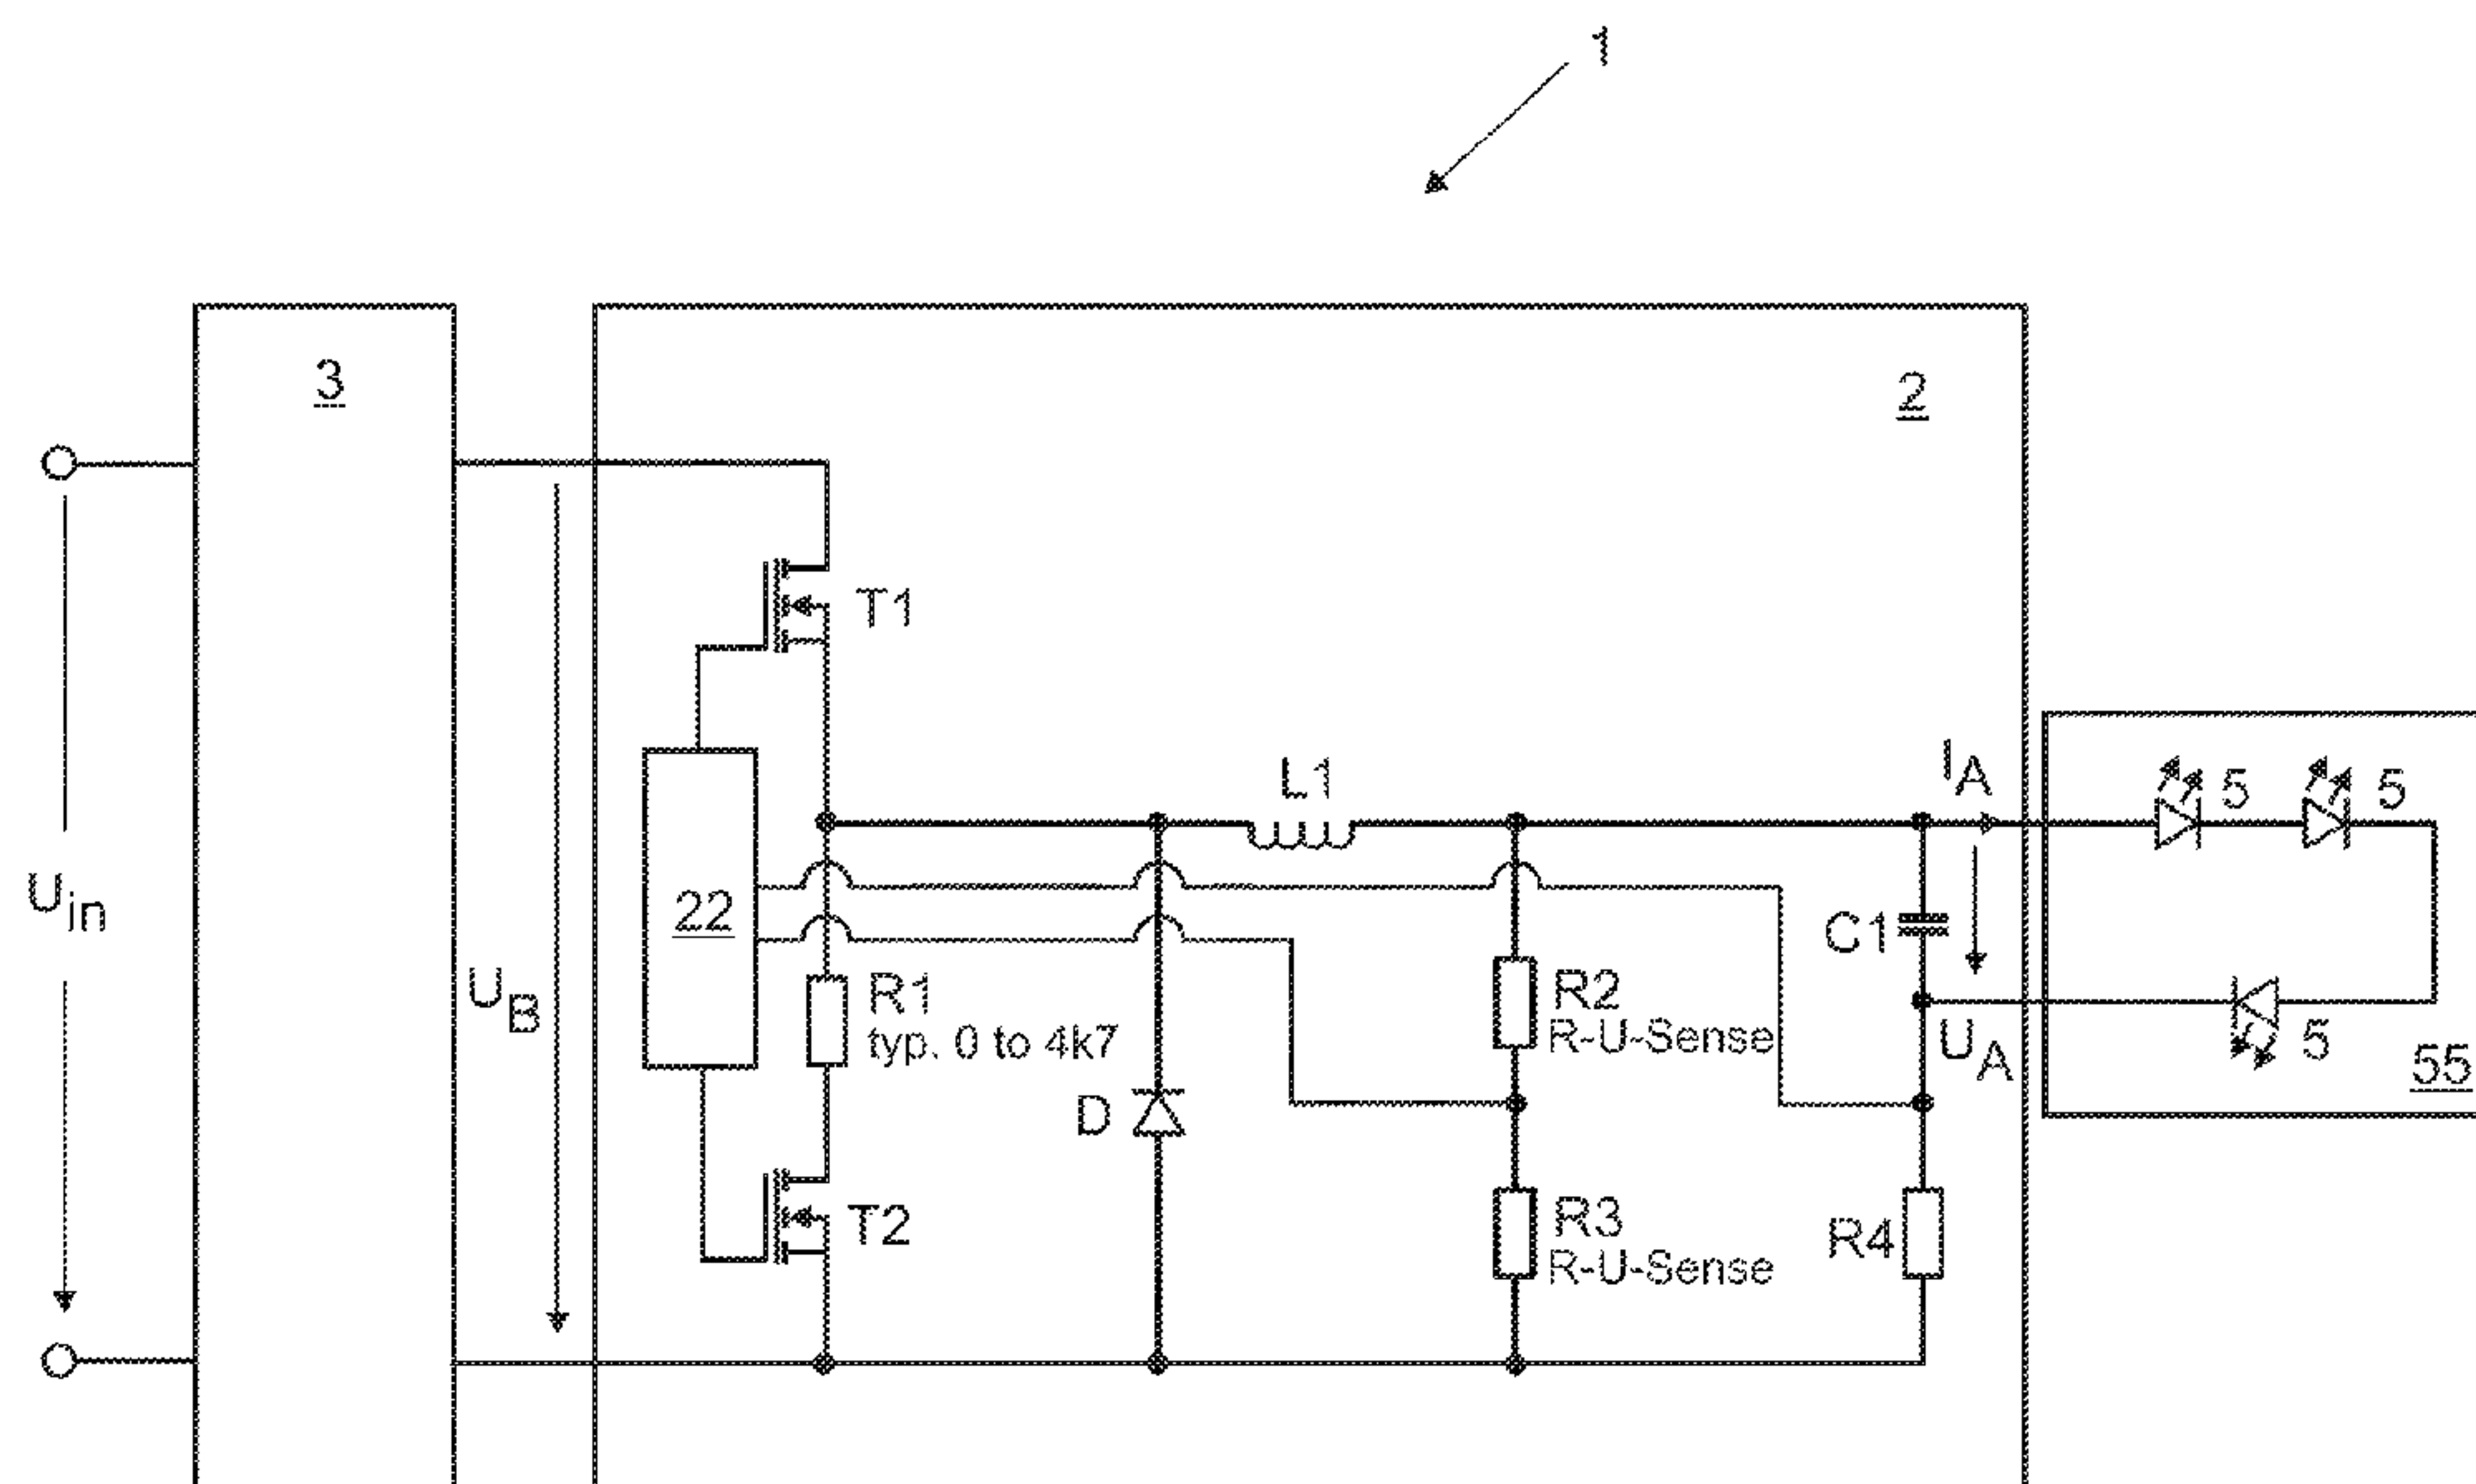 1
3
2
T1
L1
I_A
5
5
U_in
22
C1
U_B
R1
typ. 0 to 4k7
R2
R-U-Sense
U_A
5
55
D
T2
R3
R-U-Sense
R4